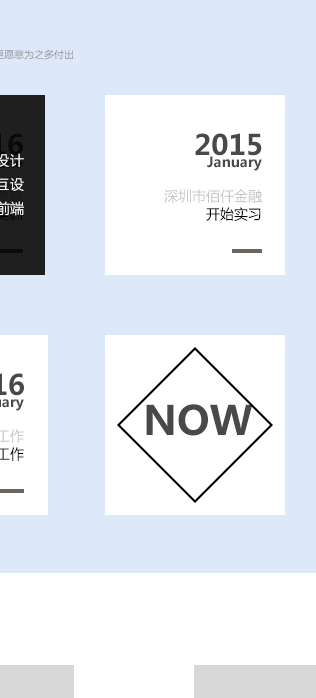 更愿意为之多付出
16
设计
互设
前端
2015
January
深圳市佰仟金融
开始实习
16
uary
工作
工作
NOW